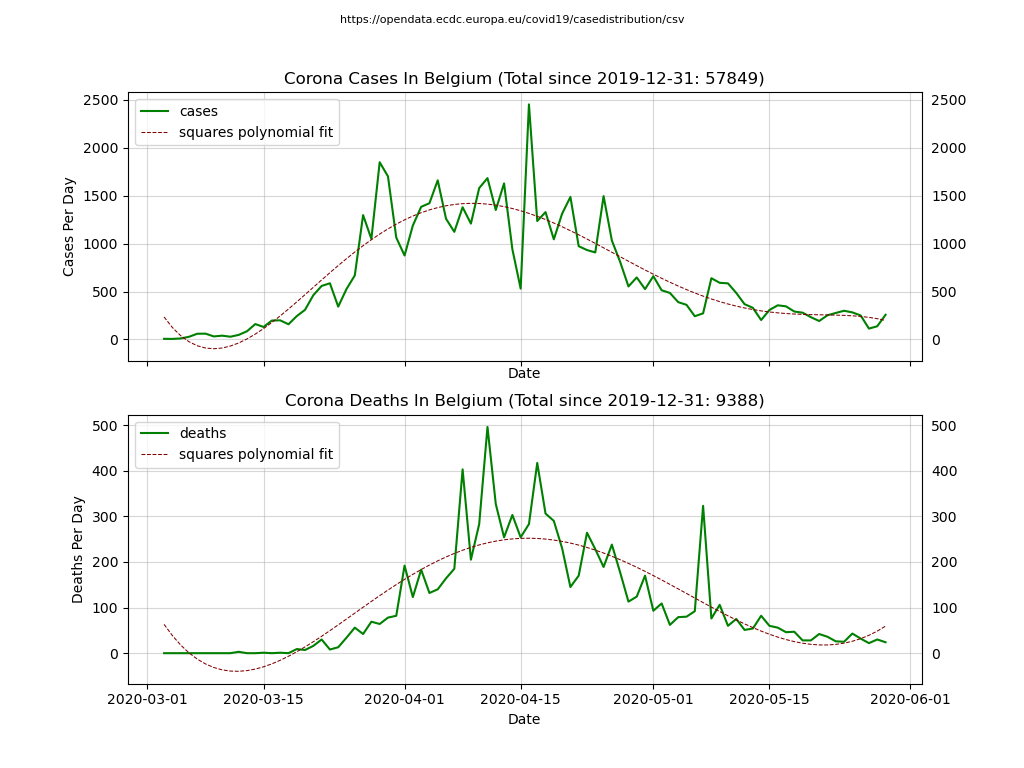 https://opendata.ecdc.europa.eu/covid19/casedistribution/csv
Corona Cases In Belgium (Total since 2019-12-31: 57849)
cases
squares polynomial fit
Cases Per Day
2500 2500
2000 2000
1500 1500
1000 1000
500 500
0 0
Date
Corona Deaths In Belgium (Total since 2019-12-31: 9388)
deaths
squares polynomial fit
Deaths Per Day
500 500
400 400
300 300
200 200
100 100
0 0
2020-03-01 2020-03-15 2020-04-01 2020-04-15 2020-05-01 2020-05-15 2020-06-01
Date